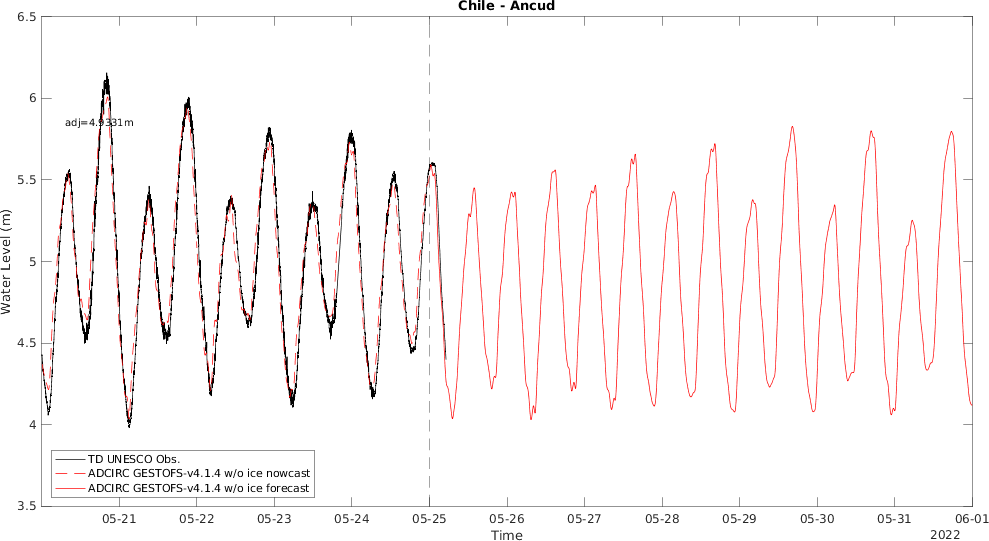 Chile - Ancud
6.5
6
5.5
5
4.5
4
3.5
Water Level (m)
adj=4.9331m
TD UNESCO Obs.
ADCIRC GESTOFS-v4.1.4 w/o ice nowcast
ADCIRC GESTOFS-v4.1.4 w/o ice forecast
05-21 05-22 05-23 05-24 05-25 05-26 05-27 05-28 05-29 05-30 05-31 06-01
Time
2022